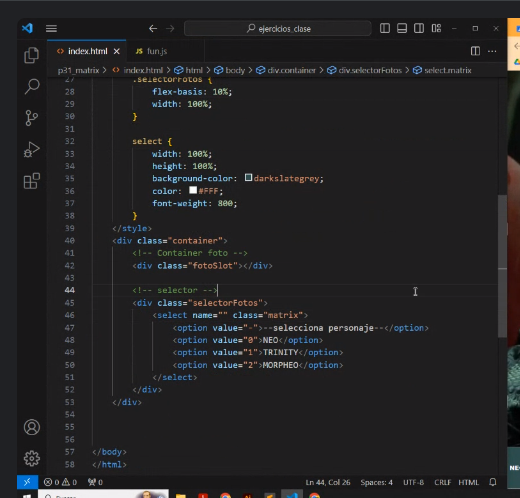 ejercicios_clase
index.html
fun.js
p31_matrix > index.html > html > body > div.container > div.selectorFotos > select.matrix
27 .selectorFotos {
28 flex-basis: 10%;
29 width: 100%;
30 }
31
32 select {
33 width: 100%;
34 height: 100%;
35 background-color: darkslategrey;
36 color: #FFF;
37 font-weight: 800;
38 }
39 </style>
40 <div class="container">
41 <!-- Container foto -->
42 <div class="fotoSlot"></div>
43
44 <!-- selector -->
45 <div class="selectorFotos">
46 <select name="" class="matrix">
47 <option value="-">--selecciona personaje--</option>
48 <option value="0">NEO</option>
49 <option value="1">TRINITY</option>
50 <option value="2">MORPHEO</option>
51 </select>
52 </div>
53 </div>
54
55
56
57 </body>
58 </html>
0 0 0 Ln 44, Col 26 Spaces: 4 UTF-8 CRLF HTML